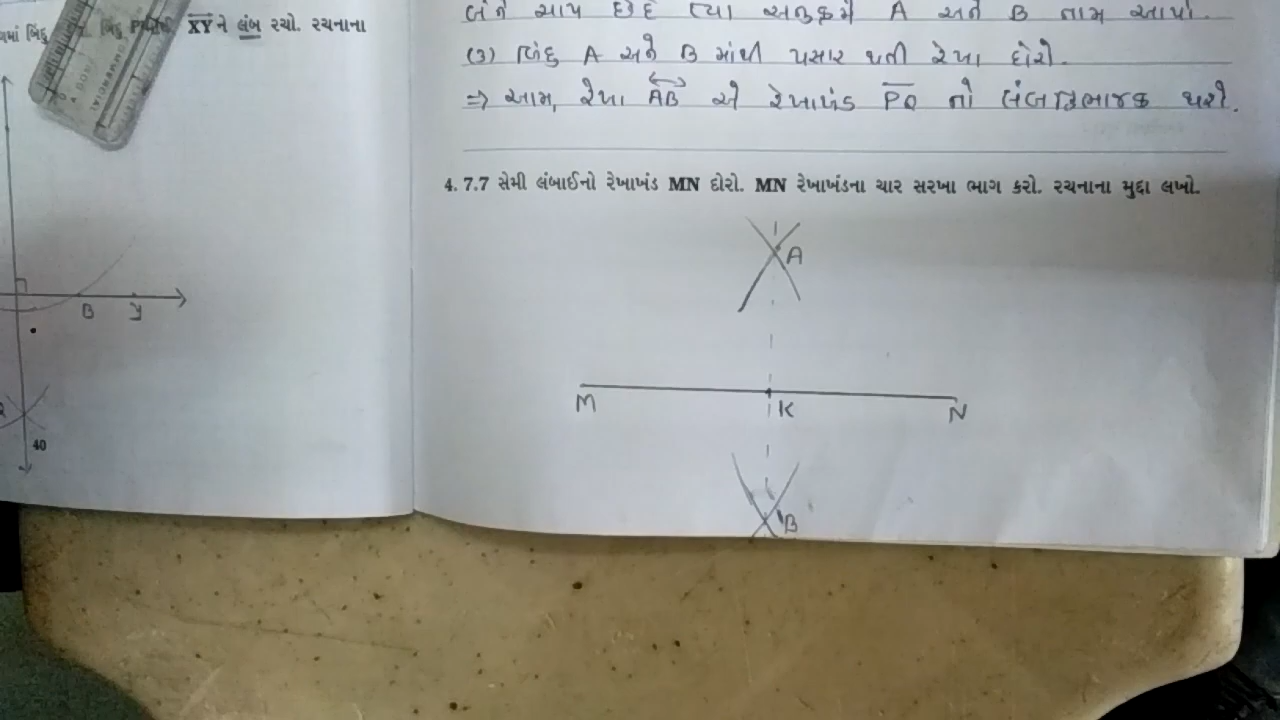 ને બિંદુ XY ને લંબ રચો. રચનાના
B Y
40
ચાપ છેદે ત્યાં અનુક્રમે A અને B નામ આપો.
(૩) બિંદુ A અને B માંથી પસાર થતી રેખા દોરો.
⇒ આમ, રેખા AB એ રેખાખંડ PQ નો લંબદ્વિભાજક થશે.
4. 7.7 સેમી લંબાઈનો રેખાખંડ MN દોરો. MN રેખાખંડના ચાર સરખા ભાગ કરો. રચનાના મુદ્દા લખો.
A
M K N
B